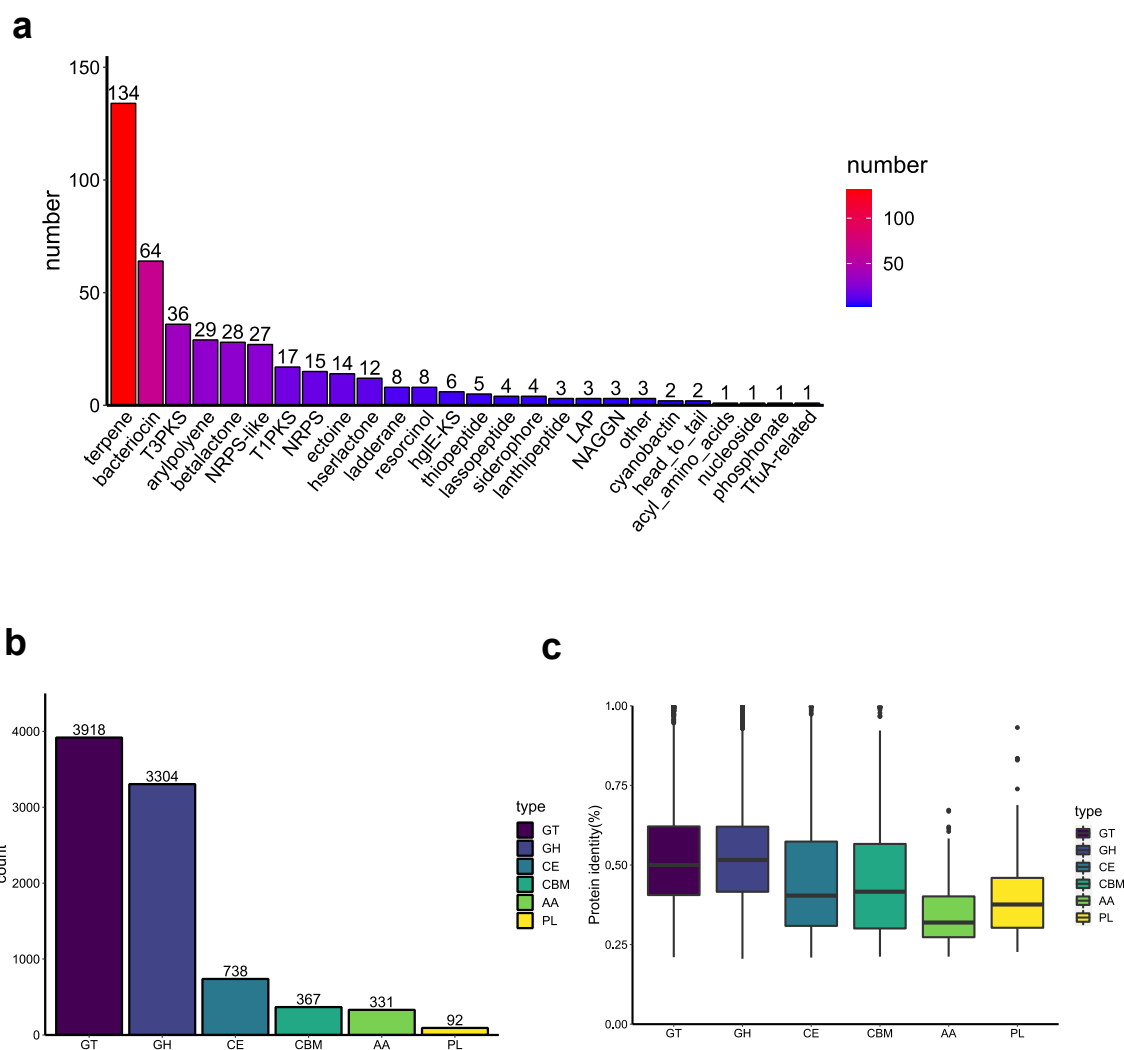 a
150
100
50
0
number
134
64
36
29
28
27
17
15
14
12
8
8
6
5
4
4
3
3
3
3
2
2
1
1
1
1
terpene
bacteriocin
T3PKS
arylpolyene
betalactone
NRPS-like
T1PKS
NRPS
ectoine
hserlactone
ladderane
resorcinol
hglE-KS
thiopeptide
lassopeptide
siderophore
lanthipeptide
LAP
NAGGN
other
cyanobactin
head_to_tail
acyl_amino_acids
nucleoside
phosphonate
TfuA-related
number
100
50
b
4000
3000
2000
1000
0
count
3918
3304
738
367
331
92
GT
GH
CE
CBM
AA
PL
type
GT
GH
CE
CBM
AA
PL
c
1.00
0.75
0.50
0.25
0.00
Protein identity(%)
GT
GH
CE
CBM
AA
PL
type
GT
GH
CE
CBM
AA
PL